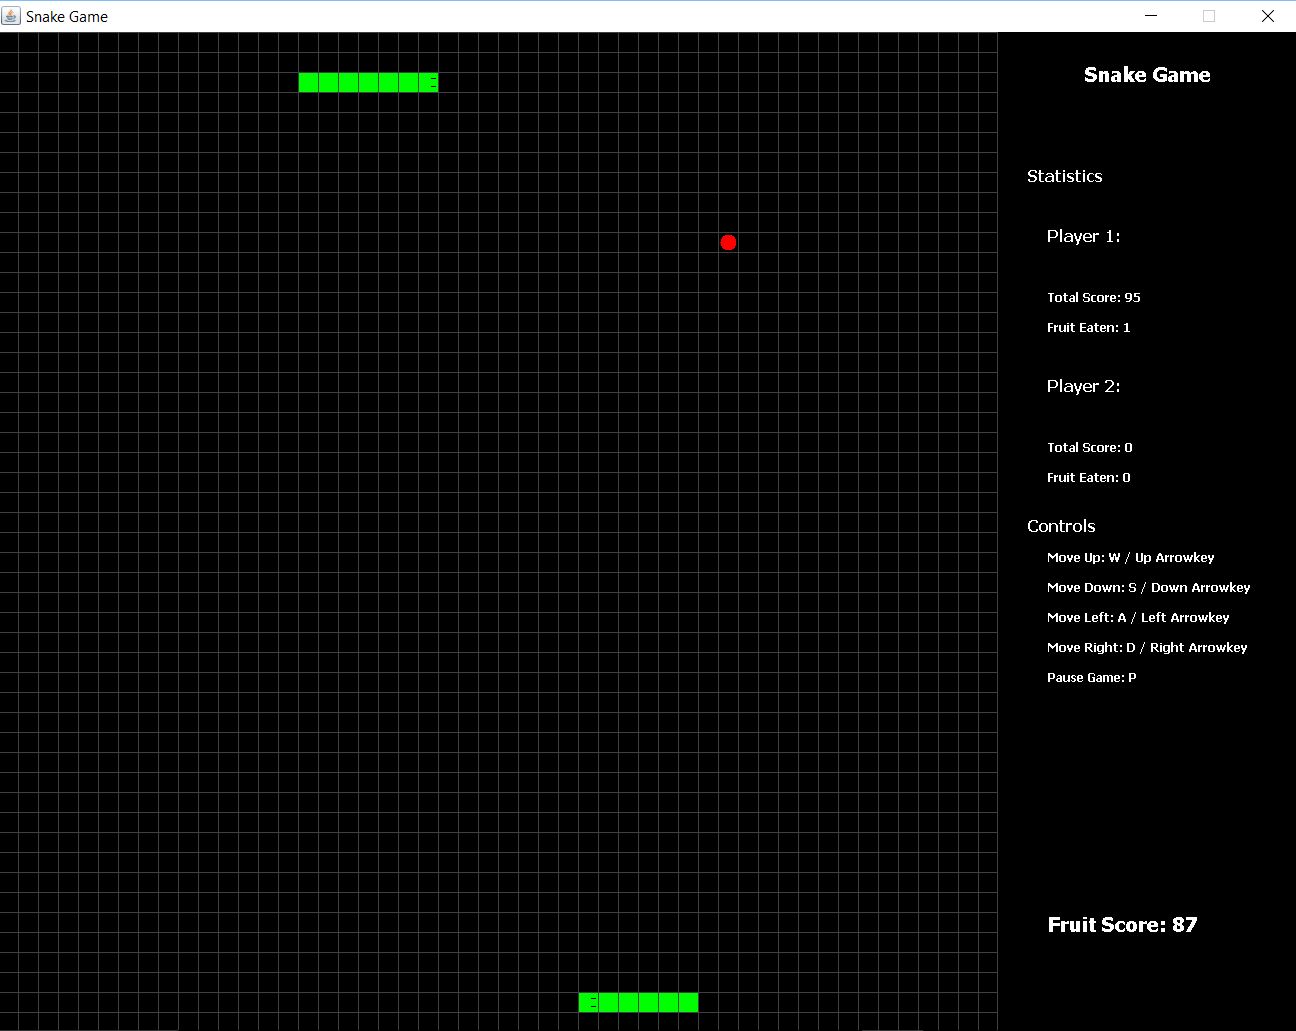 Snake Game
Snake Game
Statistics
Player 1:
Total Score: 95
Fruit Eaten: 1
Player 2:
Total Score: 0
Fruit Eaten: 0
Controls
Move Up: W / Up Arrowkey
Move Down: S / Down Arrowkey
Move Left: A / Left Arrowkey
Move Right: D / Right Arrowkey
Pause Game: P
Fruit Score: 87